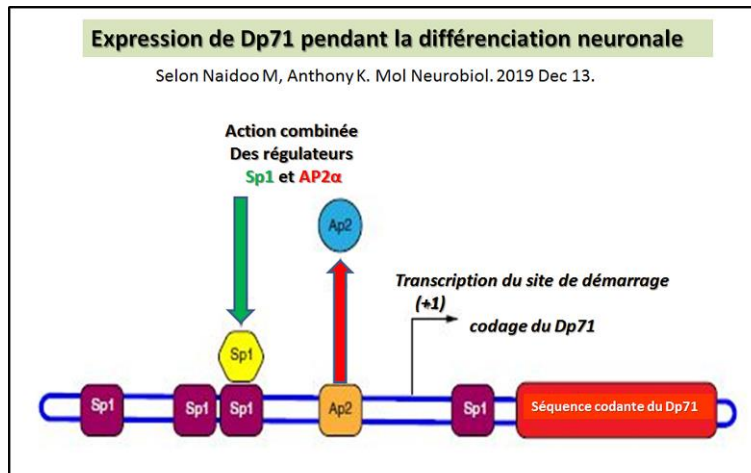 Expression de Dp71 pendant la différenciation neuronale
Selon Naidoo M, Anthony K. Mol Neurobiol. 2019 Dec 13.
Action combinée
Des régulateurs
Sp1 et AP2α
Ap2
Transcription du site de démarrage
(+1)
codage du Dp71
Sp1
Sp1
Sp1
Sp1
Ap2
Sp1
Séquence codante du Dp71